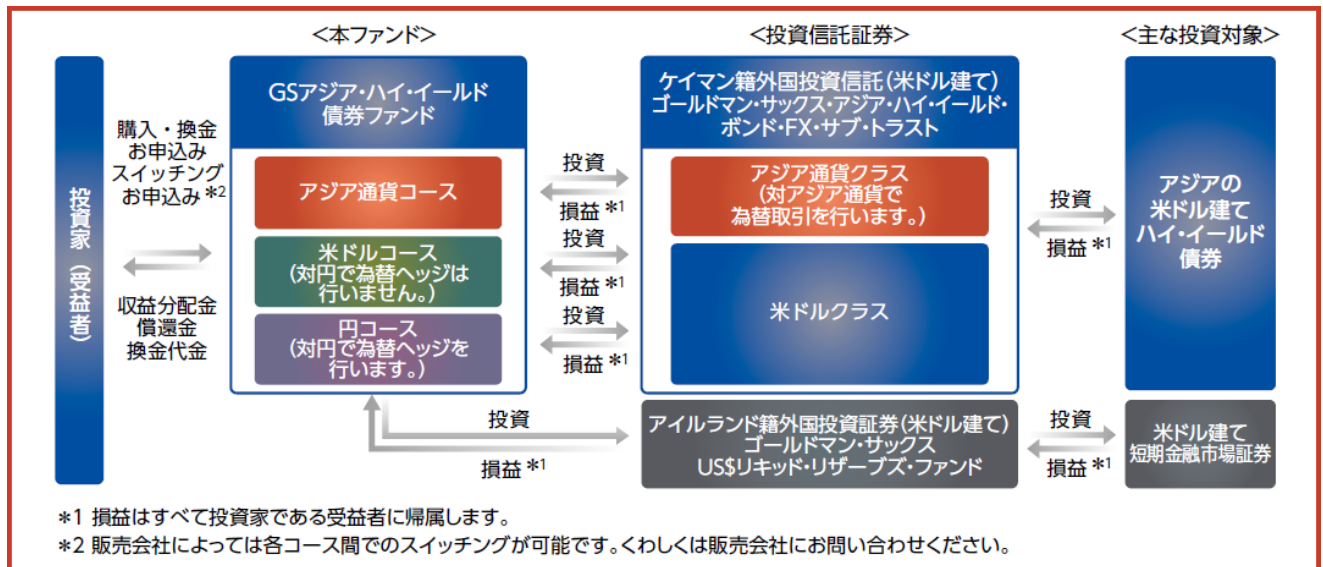 <本ファンド>
<投資信託証券>
<主な投資対象>
投資家(受益者)
購入・換金
お申込み
スイッチング
お申込み*2
収益分配金
償還金
換金代金
GSアジア・ハイ・イールド
債券ファンド
アジア通貨コース
米ドルコース
(対円で為替ヘッジは
行いません。)
円コース
(対円で為替ヘッジを
行います。)
投資
損益*1
投資
損益*1
投資
損益*1
投資
損益*1
ケイマン籍外国投資信託(米ドル建て)
ゴールドマン・サックス・アジア・ハイ・イールド・
ボンド・FX・サブ・トラスト
アジア通貨クラス
(対アジア通貨で
為替取引を行います。)
米ドルクラス
アイルランド籍外国投資証券(米ドル建て)
ゴールドマン・サックス
US$リキッド・リザーブズ・ファンド
投資
損益*1
投資
損益*1
アジアの
米ドル建て
ハイ・イールド
債券
米ドル建て
短期金融市場証券
*1 損益はすべて投資家である受益者に帰属します。
*2 販売会社によっては各コース間でのスイッチングが可能です。くわしくは販売会社にお問い合わせください。